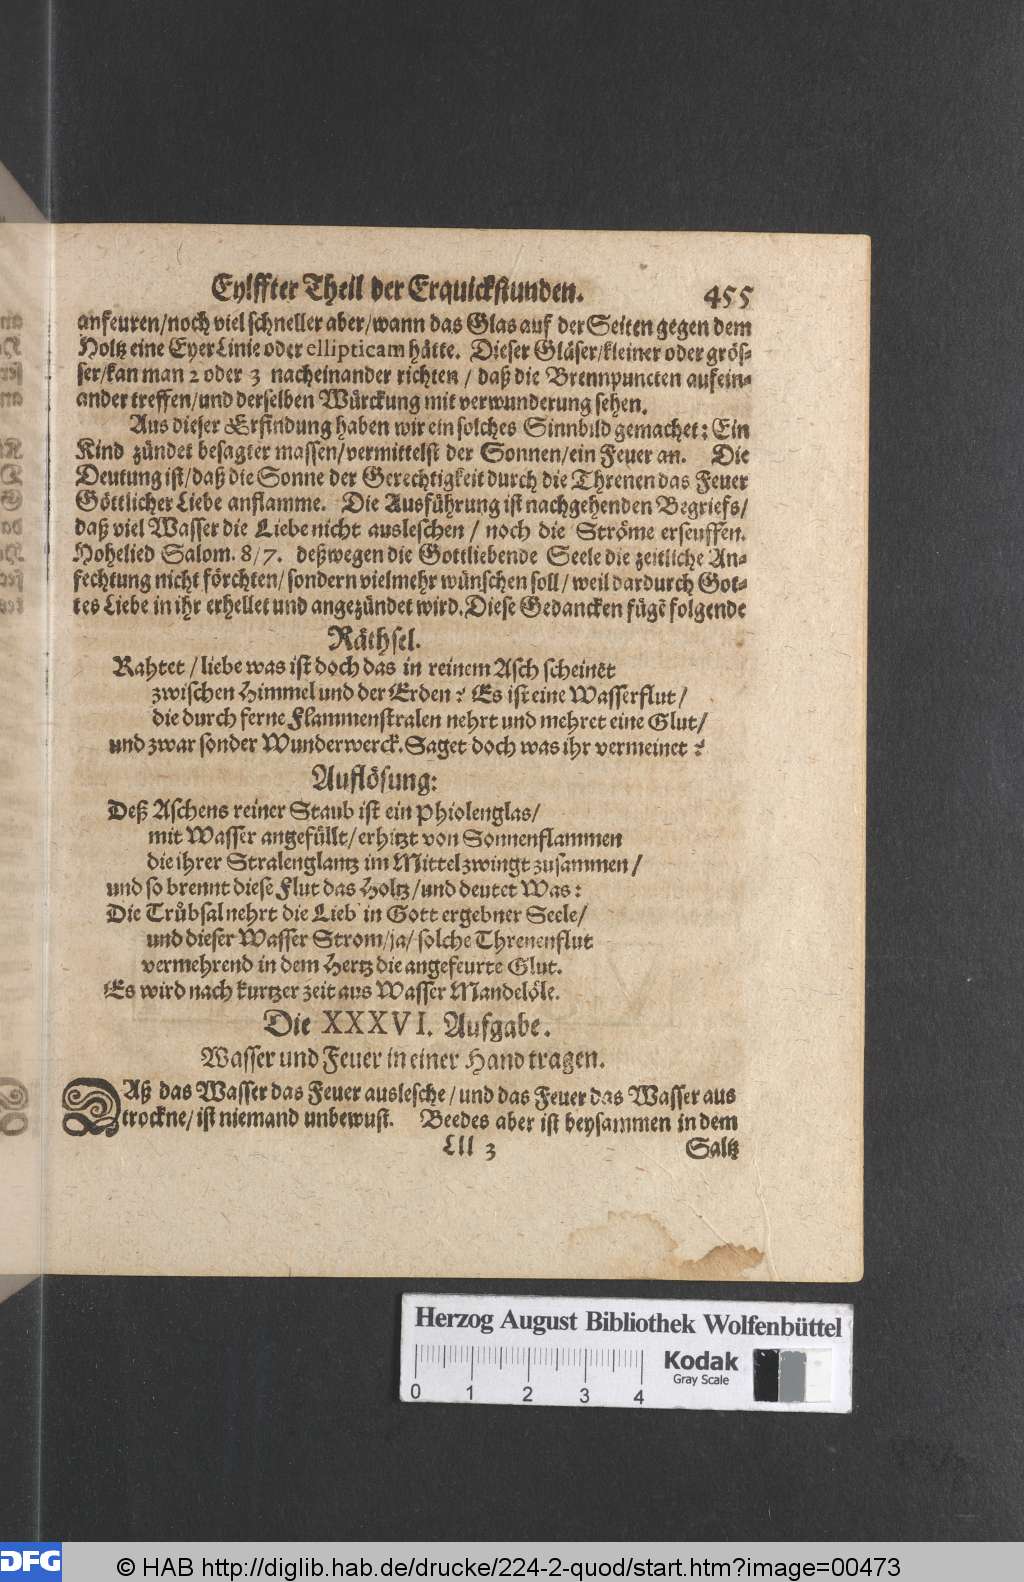 Eylffter Theil der Erquickstunden. 455
anfeuren/noch viel schneller aber/wann das Glas auf der Seiten gegen dem
Holtz eine Eyer Linie oder ellipticam hätte. Dieser Gläser/kleiner oder grös-
ser/kan man 2 oder 3 nacheinander richten / daß die Brennpuncten aufein-
ander treffen/und derselben Würckung mit verwunderung sehen.
Aus dieser Erfindung haben wir ein solches Sinnbild gemachet: Ein
Kind zündet besagter massen/vermittelst der Sonnen/ein Feuer an. Die
Deutung ist/daß die Sonne der Gerechtigkeit durch die Threnen das Feuer
Göttlicher Liebe anflamme. Die Ausführung ist nachgehenden Begriefs/
daß viel Wasser die Liebe nicht ausleschen / noch die Ströme erseuffen.
Hohelied Salom. 8/7. deßwegen die Gottliebende Seele die zeitliche An-
fechtung nicht förchten/sondern vielmehr wünschen soll/weil dardurch Got-
tes Liebe in ihr erhellet und angezündet wird. Diese Gedancken fügē folgende
Räthsel.
Rahtet / liebe was ist doch das in reinem Asch scheinēt
zwischen Himmel und der Erden? Es ist eine Wasserflut/
die durch ferne Flammenstralen nehrt und mehret eine Glut/
und zwar sonder Wunderwerck. Saget doch was ihr vermeinet?
Auflösung:
Deß Aschens reiner Staub ist ein Phiolenglas/
mit Wasser angefüllt/erhitzt von Sonnenflammen
die ihrer Stralenglantz im Mittel zwingt zusammen/
und so brennt diese Flut das Holtz/und deutet Was:
Die Trübsal nehrt die Lieb in Gott ergebner Seele/
und dieser Wasser Strom/ja/ solche Threnenflut
vermehrend in dem Hertz die angefeurte Glut.
Es wird nach kurtzer zeit aus Wasser Mandelöle.
Die XXXVI. Aufgabe.
Wasser und Feuer in einer Hand tragen.
DAß das Wasser das Feuer auslesche/und das Feuer das Wasser aus
trockne/ist niemand unbewust. Beedes aber ist beysammen in dem
Lll 3 Saltz
Herzog August Bibliothek Wolfenbüttel
Kodak
Gray Scale
0 1 2 3 4
DFG © HAB http://diglib.hab.de/drucke/224-2-quod/start.htm?image=00473